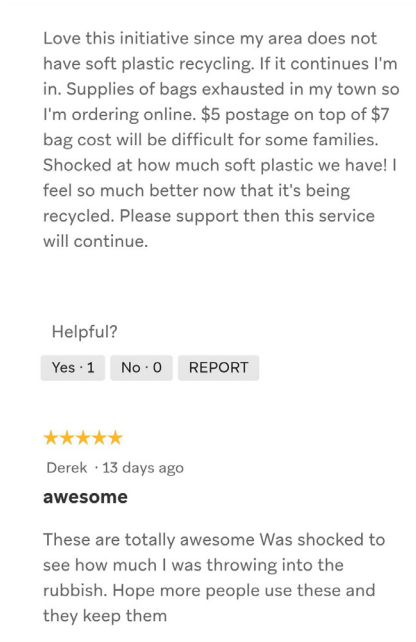 Love this initiative since my area does not
have soft plastic recycling. If it continues I'm
in. Supplies of bags exhausted in my town so
I'm ordering online. $5 postage on top of $7
bag cost will be difficult for some families.
Shocked at how much soft plastic we have! I
feel so much better now that it's being
recycled. Please support then this service
will continue.
Helpful?
Yes · 1 No · 0 REPORT
★★★★★
Derek · 13 days ago
awesome
These are totally awesome Was shocked to
see how much I was throwing into the
rubbish. Hope more people use these and
they keep them